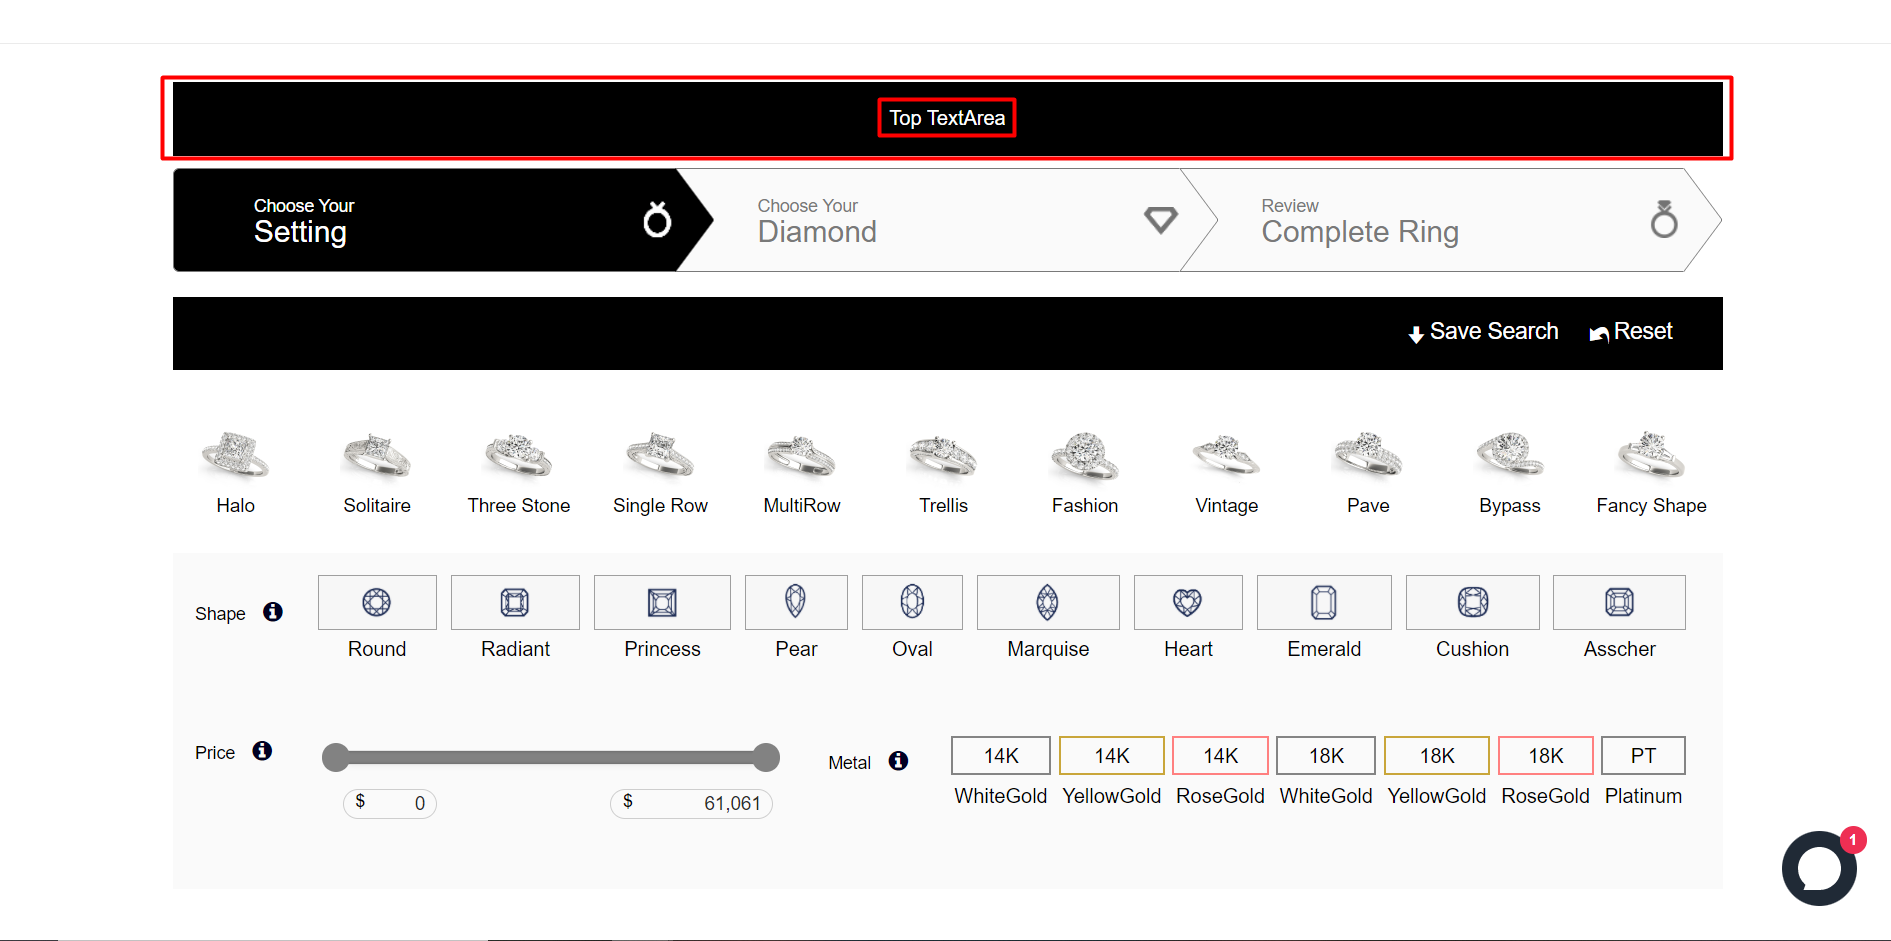 Top TextArea
Choose Your
Setting
Choose Your
Diamond
Review
Complete Ring
Save Search Reset
Halo Solitaire Three Stone Single Row MultiRow Trellis Fashion Vintage Pave Bypass Fancy Shape
Shape
Round Radiant Princess Pear Oval Marquise Heart Emerald Cushion Asscher
Price
$ 0 $ 61,061
Metal
14K 14K 14K 18K 18K 18K PT
WhiteGold YellowGold RoseGold WhiteGold YellowGold RoseGold Platinum
1